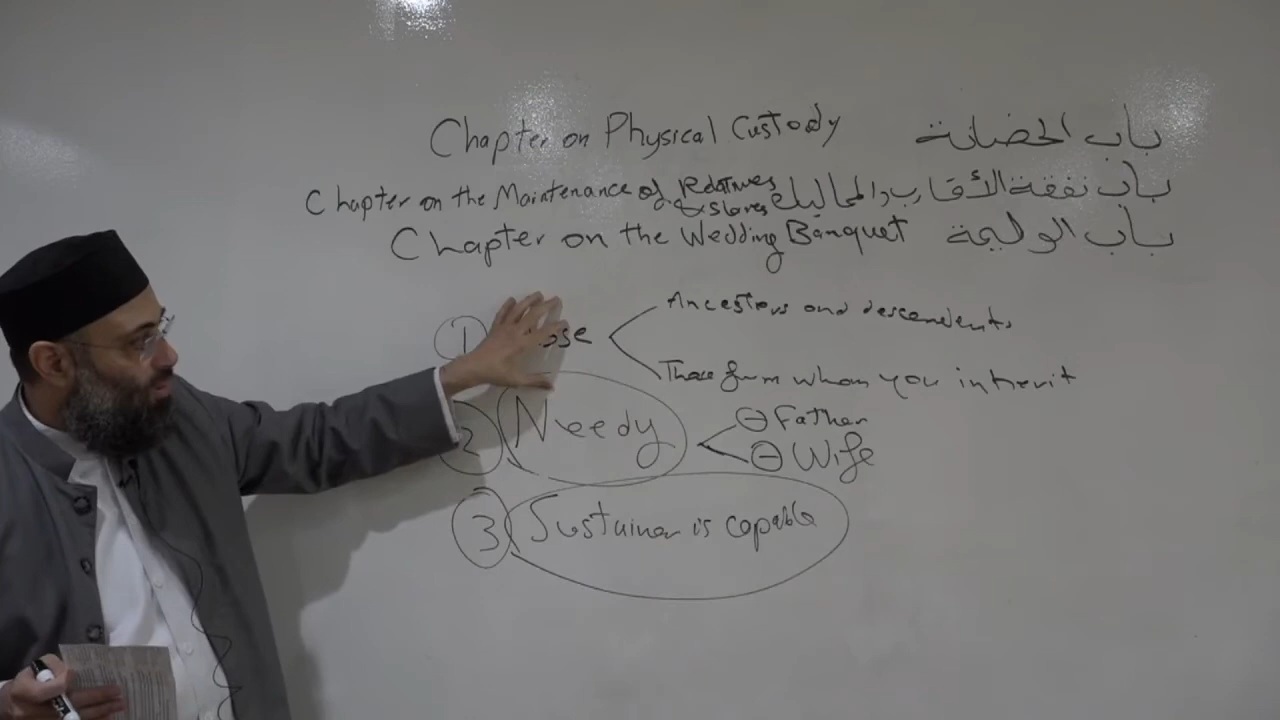 Chapter on Physical Custody باب الحضانة
Chapter on the Maintenance of Relatives & Slaves باب نفقة الأقارب والمماليك
Chapter on the Wedding Banquet باب الوليمة
1
Ancestors and descendents
Those from whom you inherit
2 Needy
⊖ Father
⊖ Wife
3 Sustainer is capable